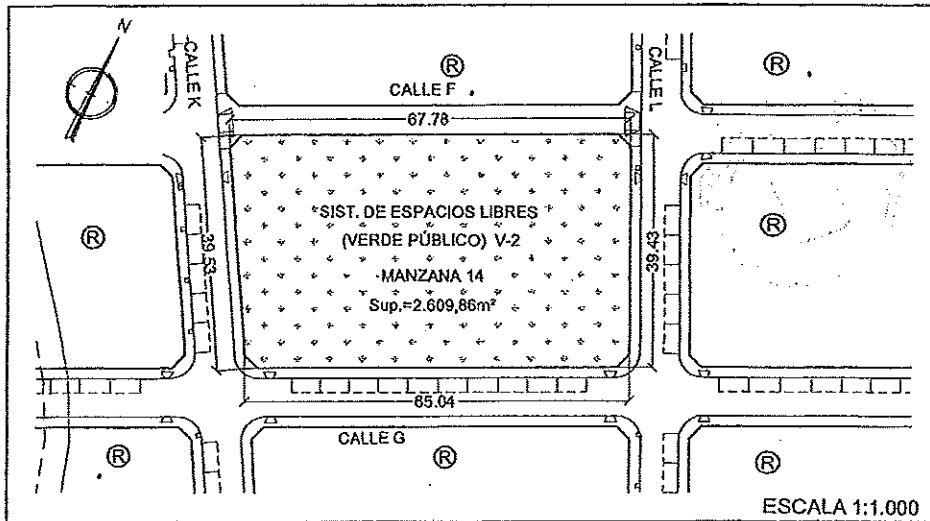 N
CALLE K
CALLE L
Ⓡ
Ⓡ
CALLE F
67.78
39.53
39.43
SIST. DE ESPACIOS LIBRES
(VERDE PÚBLICO) V-2
MANZANA 14
Sup.=2.609,86m²
Ⓡ
Ⓡ
65.04
CALLE G
Ⓡ
Ⓡ
Ⓡ
ESCALA 1:1.000